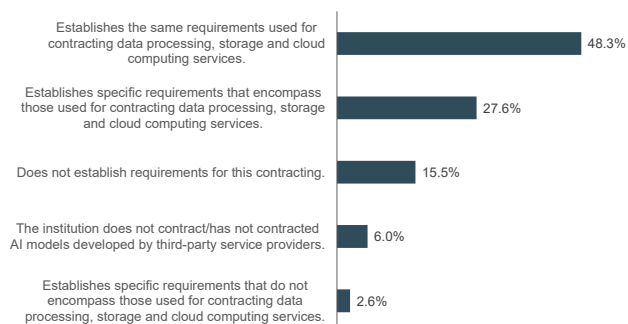 Establishes the same requirements used for
contracting data processing, storage and cloud
computing services.
48.3%
Establishes specific requirements that encompass
those used for contracting data processing, storage
and cloud computing services.
27.6%
Does not establish requirements for this contracting.
15.5%
The institution does not contract/has not contracted
AI models developed by third-party service providers.
6.0%
Establishes specific requirements that do not
encompass those used for contracting data
processing, storage and cloud computing services.
2.6%